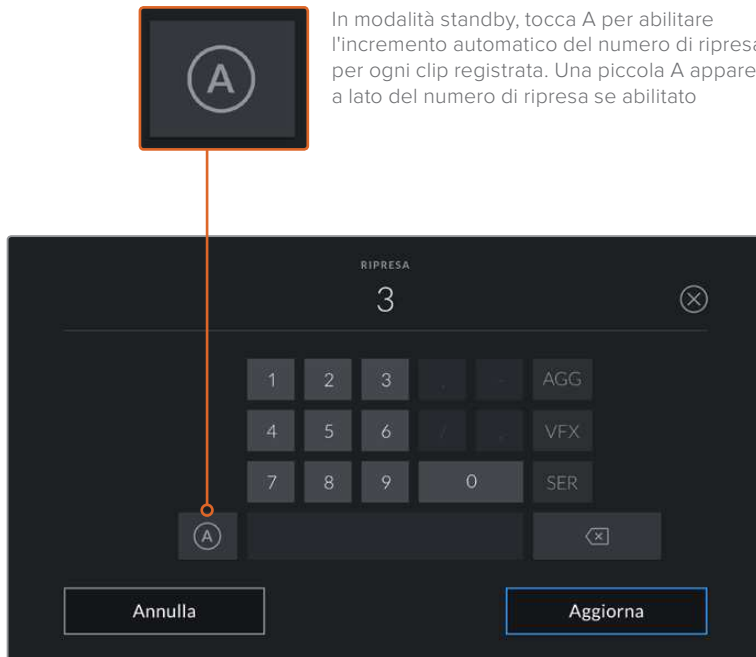 A
In modalità standby, tocca A per abilitare
l'incremento automatico del numero di ripresa
per ogni clip registrata. Una piccola A appare
a lato del numero di ripresa se abilitato
RIPRESA
3
1 2 3 , - AGG
4 5 6 / . VFX
7 8 9 0 SER
A
Annulla Aggiorna